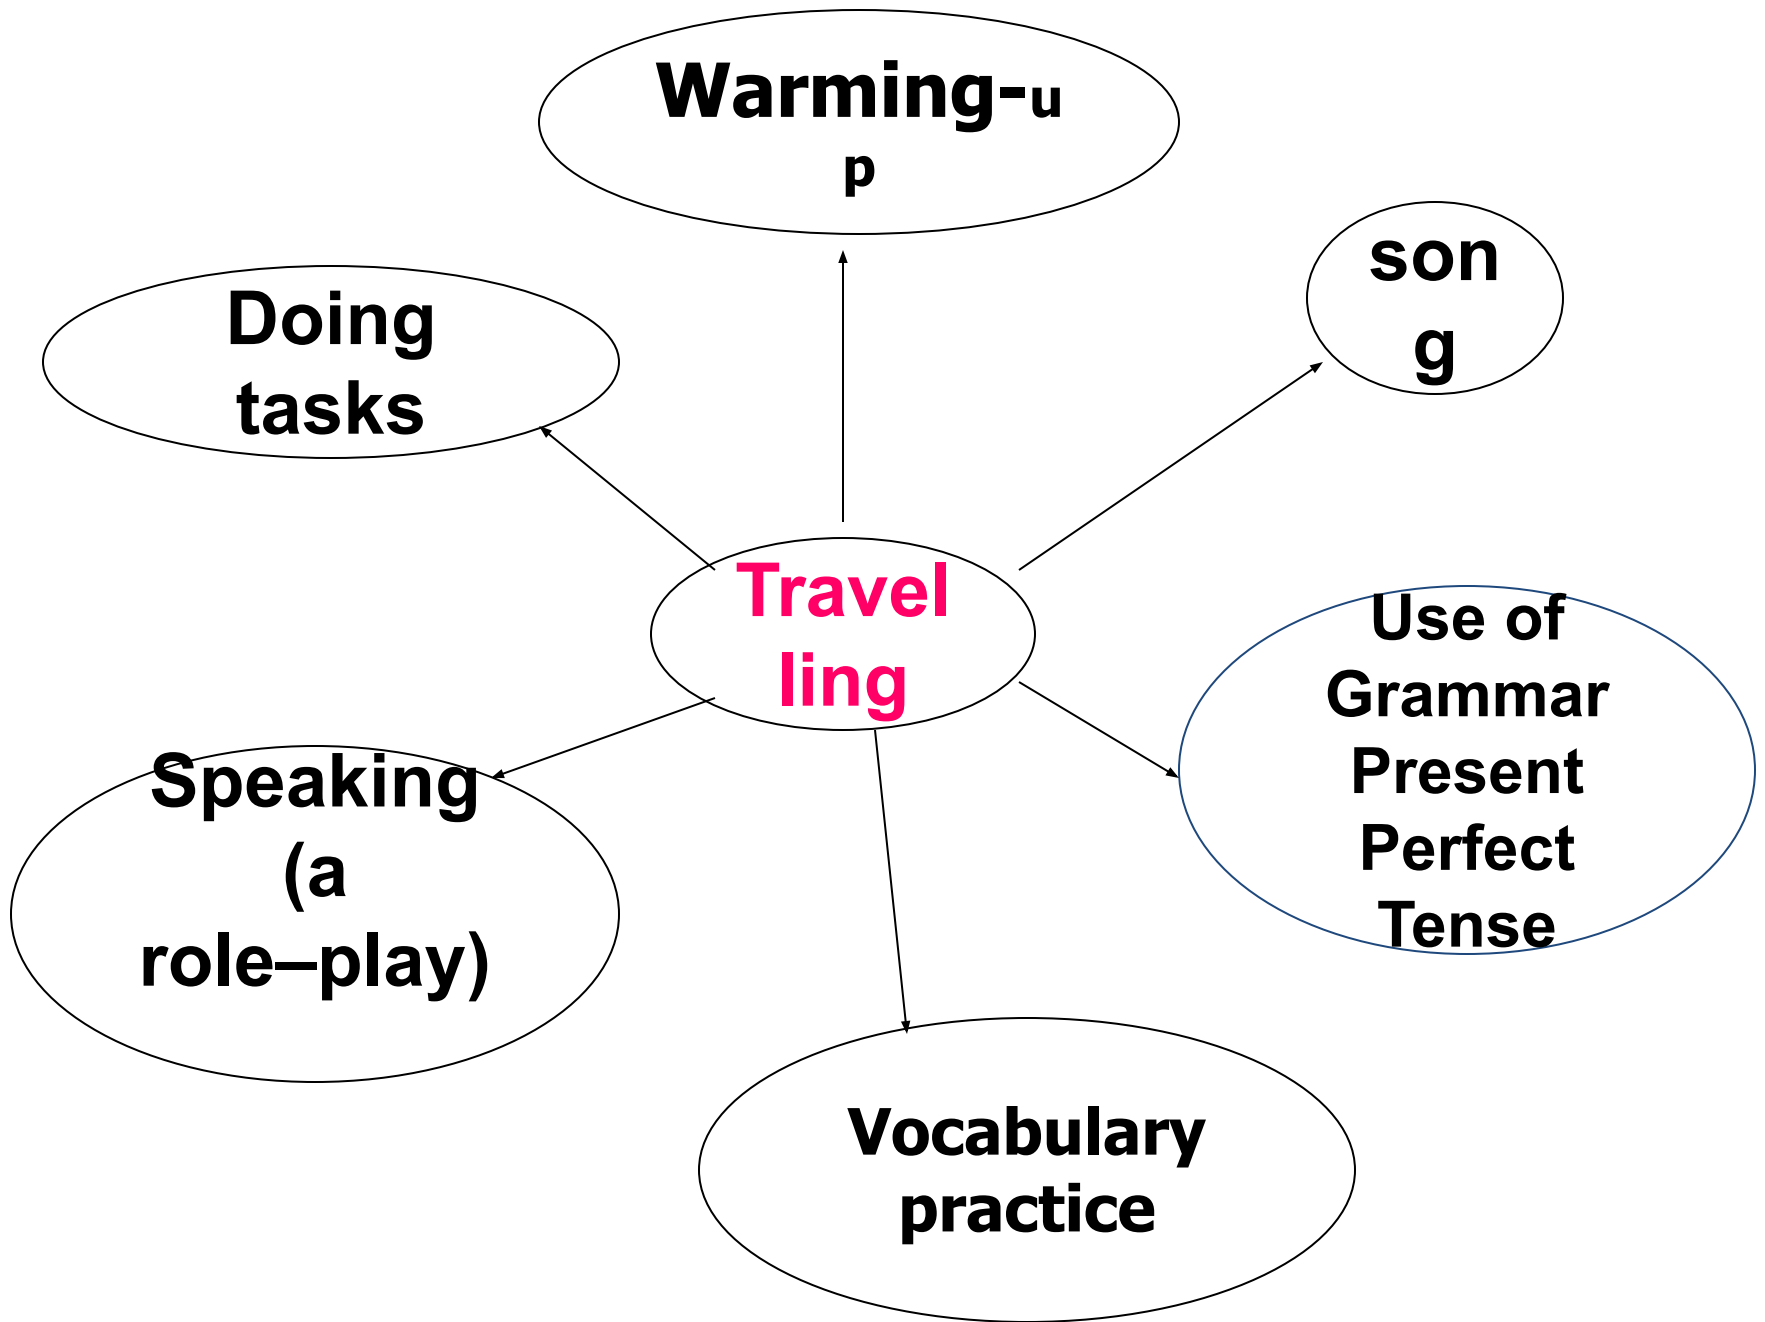 Warming-u
p
son
g
Doing
tasks
Travel
ling
Use of
Grammar
Present
Perfect
Tense
Speaking
(a
role–play)
Vocabulary
practice